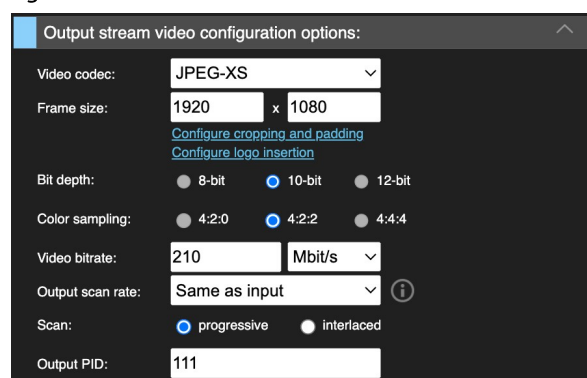 Output stream video configuration options:
Video codec: JPEG-XS
Frame size: 1920 x 1080
Configure cropping and padding
Configure logo insertion
Bit depth: 8-bit 10-bit 12-bit
Color sampling: 4:2:0 4:2:2 4:4:4
Video bitrate: 210 Mbit/s
Output scan rate: Same as input
Scan: progressive interlaced
Output PID: 111